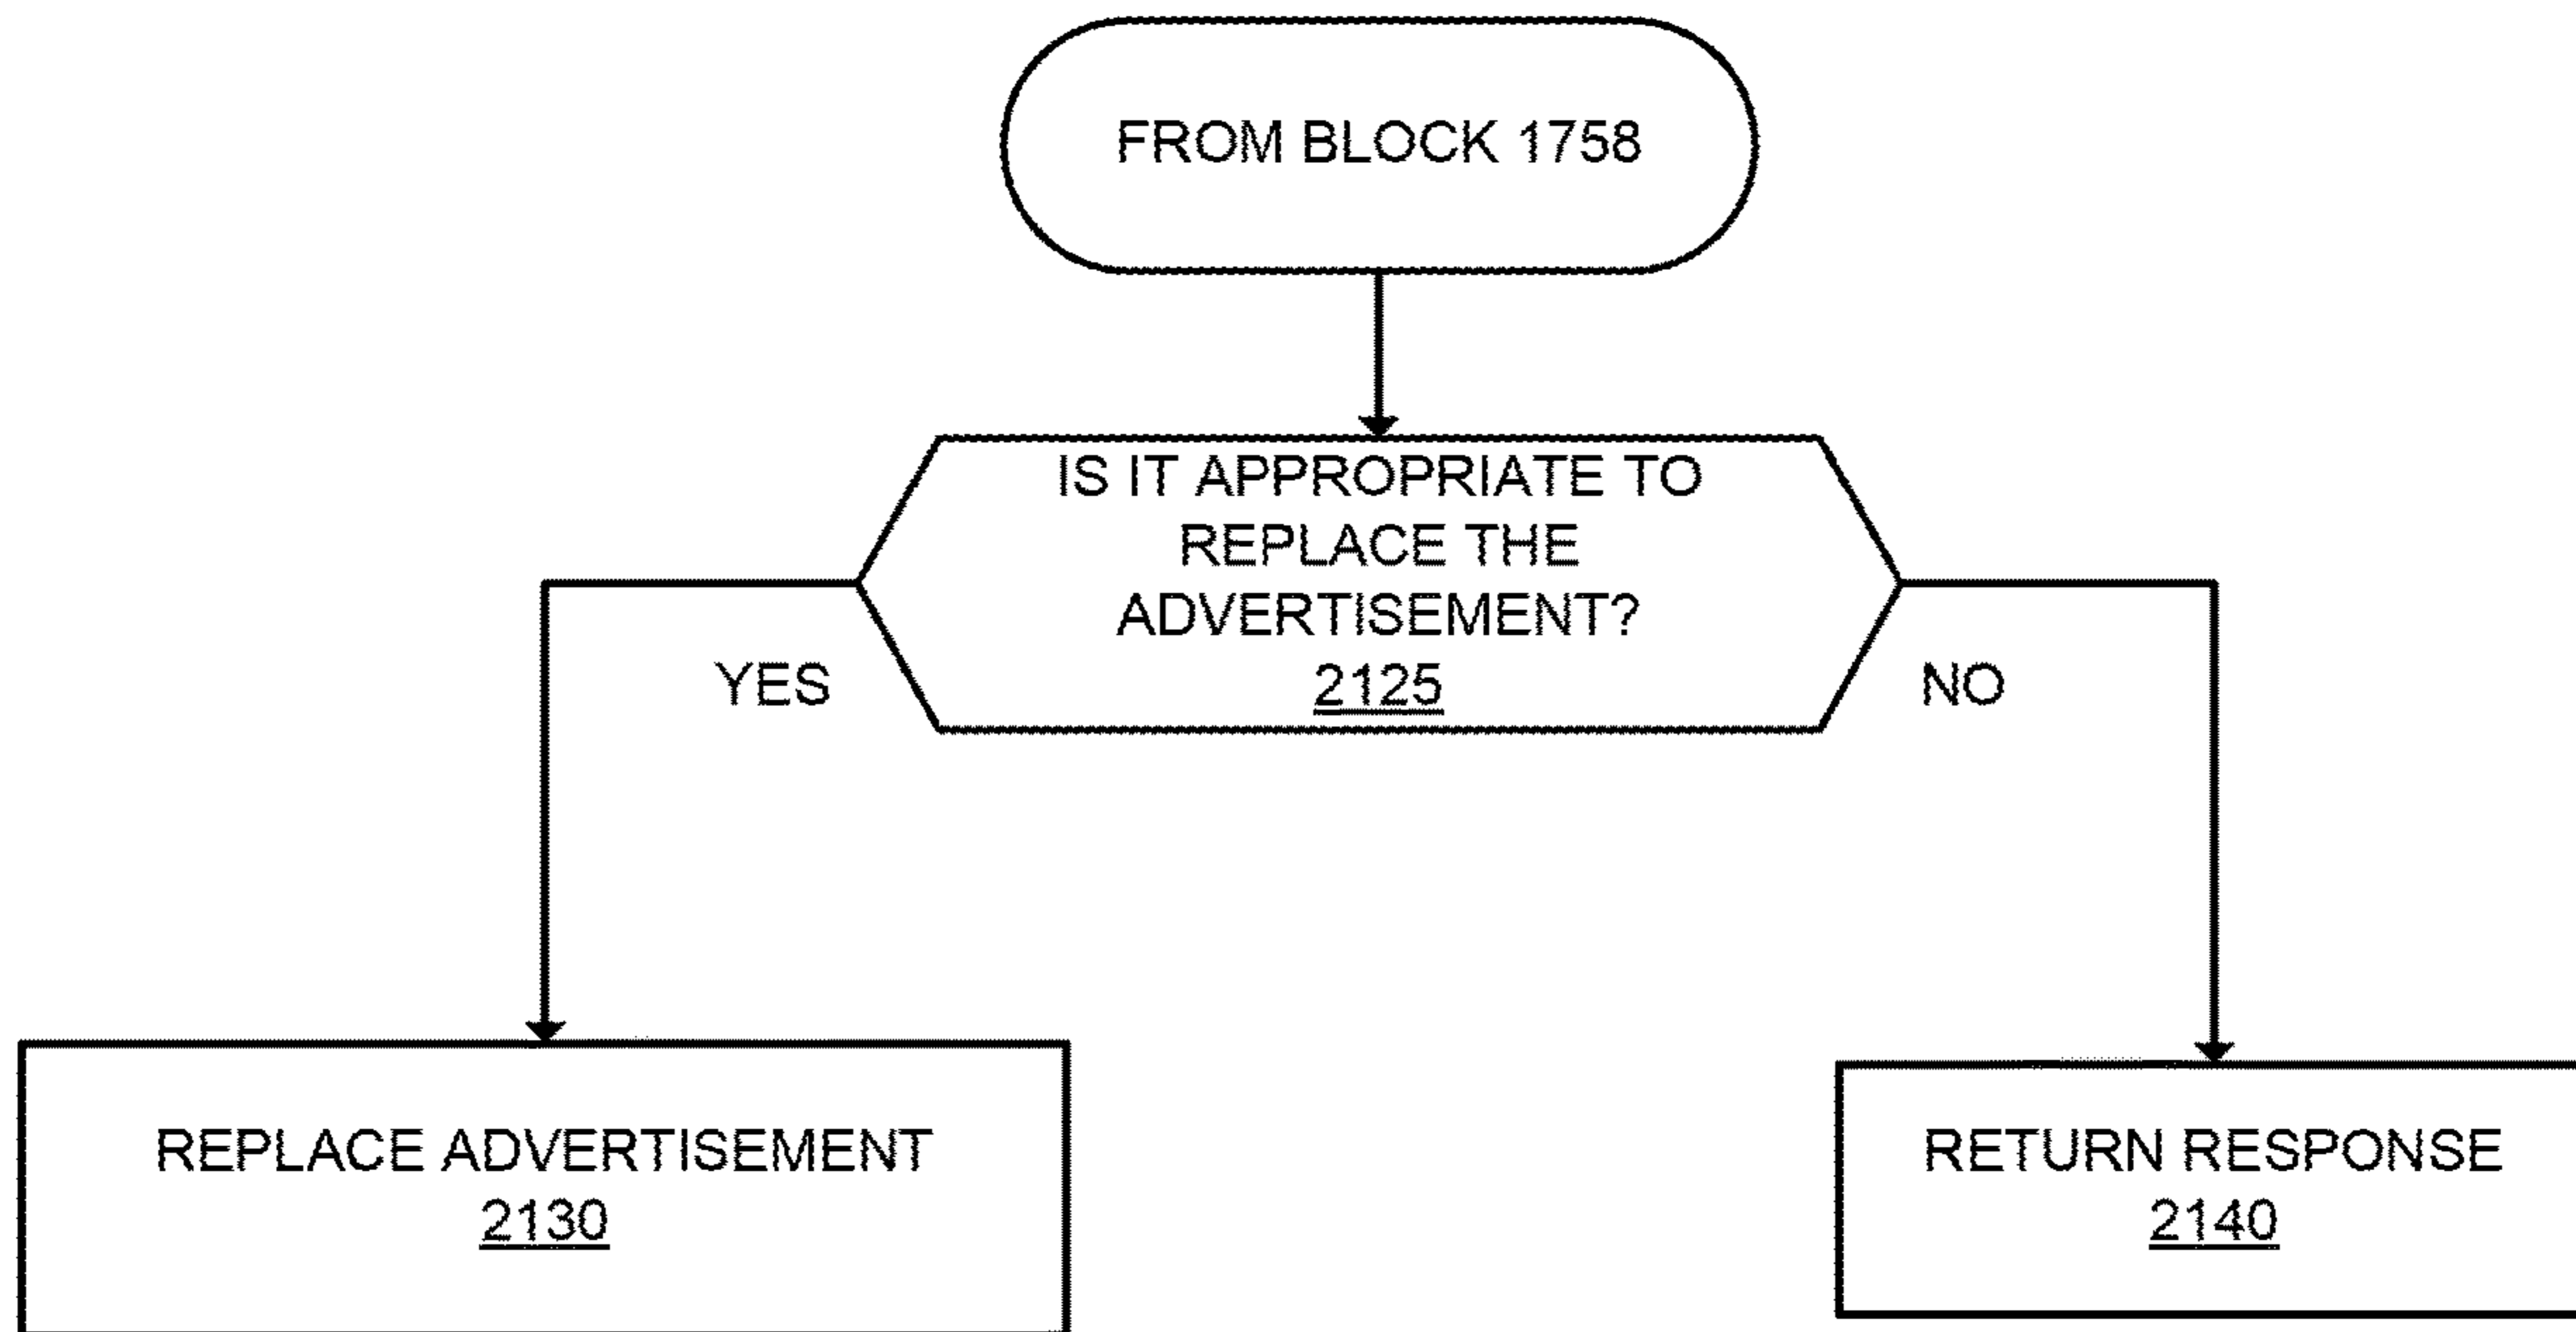 FROM BLOCK 1758
IS IT APPROPRIATE TO
REPLACE THE
ADVERTISEMENT?
2125
YES
NO
REPLACE ADVERTISEMENT
2130
RETURN RESPONSE
2140